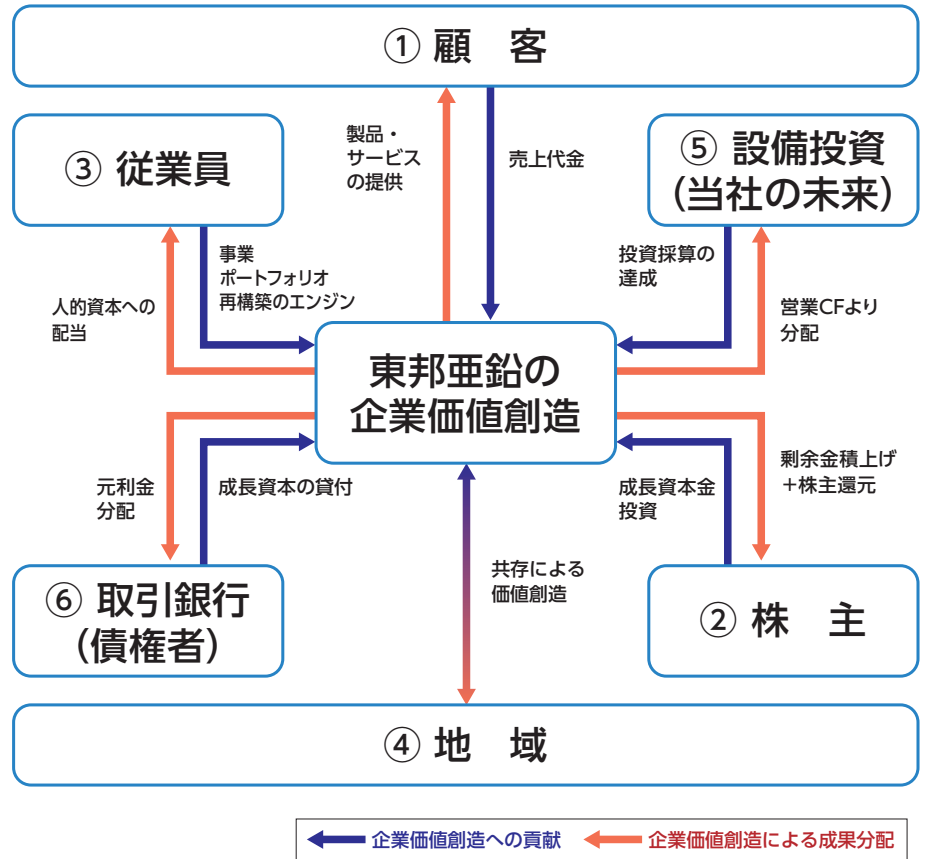 ① 顧　客
製品・
サービス
の提供
売上代金
③ 従業員
⑤ 設備投資
(当社の未来)
事業
ポートフォリオ
再構築のエンジン
人的資本への
配当
投資採算の
達成
営業CFより
分配
東邦亜鉛の
企業価値創造
元利金
分配
成長資本の貸付
成長資本金
投資
剰余金積上げ
＋株主還元
⑥ 取引銀行
(債権者)
共存による
価値創造
② 株　主
④ 地　域
企業価値創造への貢献
企業価値創造による成果分配